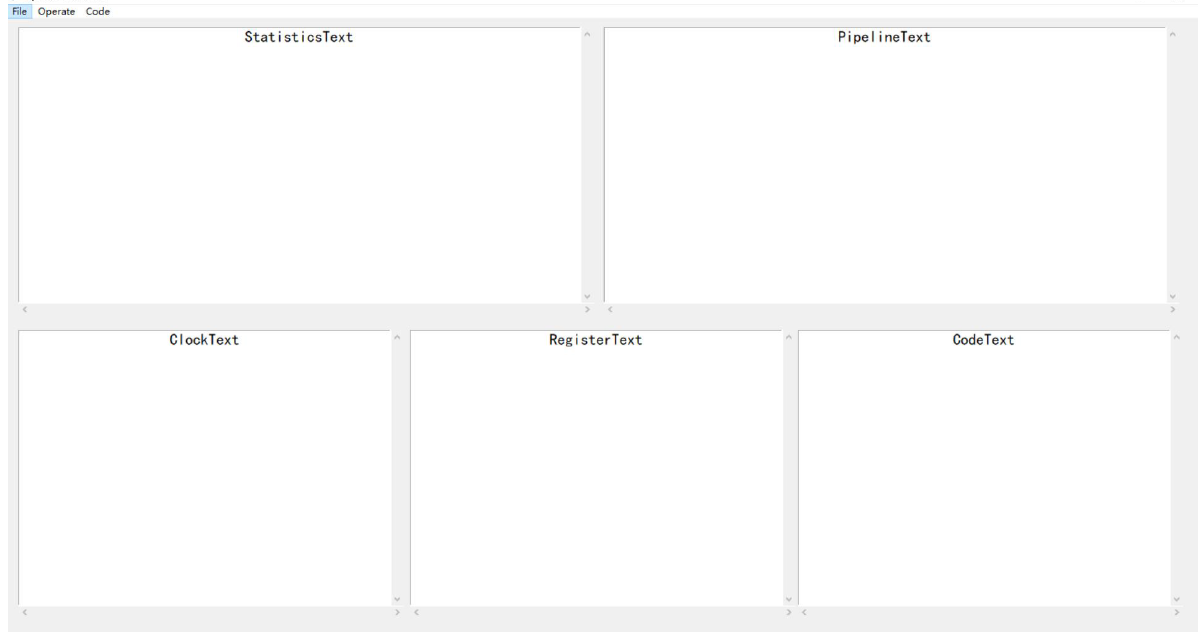 File Operate Code
StatisticsText
PipelineText
ClockText
RegisterText
CodeText